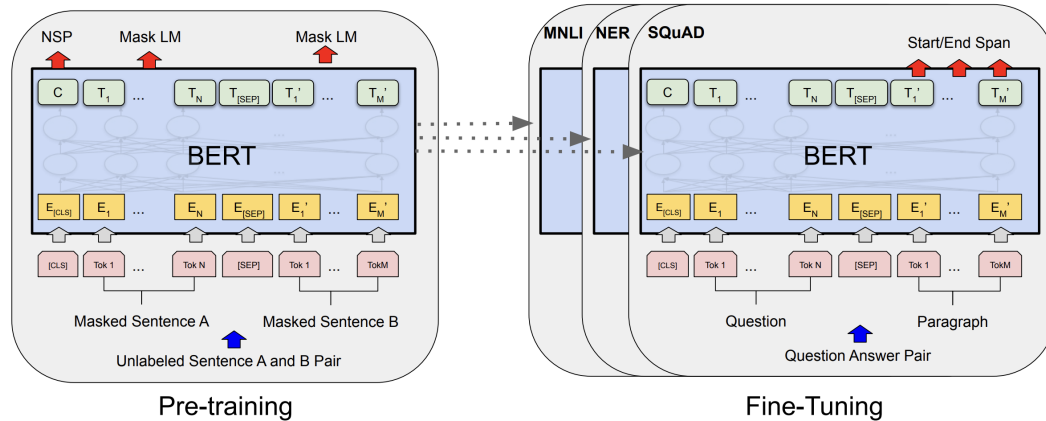 NSP Mask LM Mask LM
C T1 ... TN T[SEP] T1' ... TM'
...
BERT
...
E[CLS] E1 ... EN E[SEP] E1' ... EM'
[CLS] Tok 1 ... Tok N [SEP] Tok 1 ... TokM
Masked Sentence A Masked Sentence B
Unlabeled Sentence A and B Pair
Pre-training
MNLI NER SQuAD
Start/End Span
C T1 ... TN T[SEP] T1' ... TM'
...
BERT
...
E[CLS] E1 ... EN E[SEP] E1' ... EM'
[CLS] Tok 1 ... Tok N [SEP] Tok 1 ... TokM
Question Paragraph
Question Answer Pair
Fine-Tuning